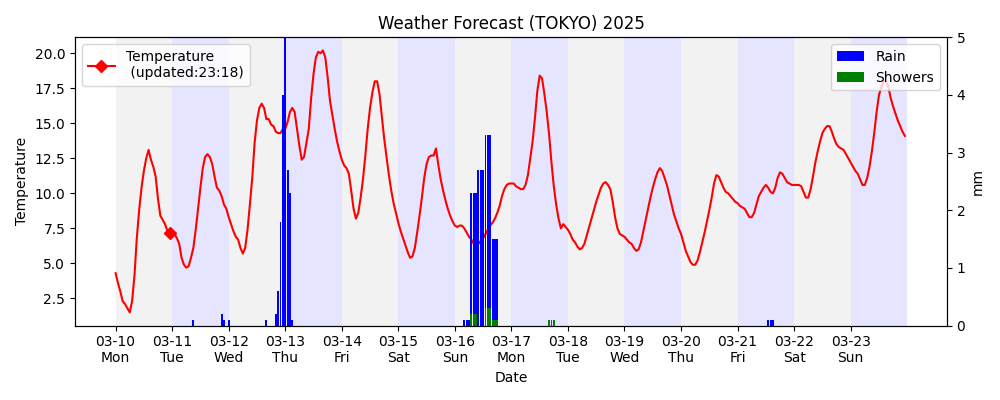 Weather Forecast (TOKYO) 2025
Temperature
(updated:23:18)
Rain
Showers
Temperature
20.0
17.5
15.0
12.5
10.0
7.5
5.0
2.5
5
4
3
2
1
0
mm
03-10 03-11 03-12 03-13 03-14 03-15 03-16 03-17 03-18 03-19 03-20 03-21 03-22 03-23
Mon Tue Wed Thu Fri Sat Sun Mon Tue Wed Thu Fri Sat Sun
Date